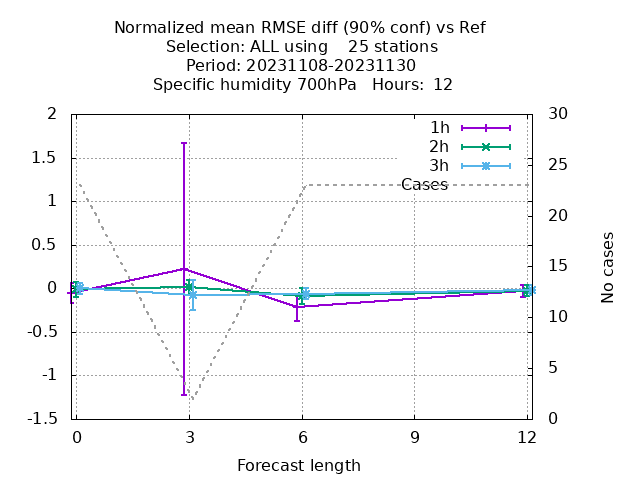 Normalized mean RMSE diff (90% conf) vs Ref
Selection: ALL using    25 stations
Period: 20231108-20231130
Specific humidity 700hPa   Hours:  12
2
1.5
1
0.5
0
-0.5
-1
-1.5
30
25
20
15
10
5
0
1h
2h
3h
Cases
No cases
0
3
6
9
12
Forecast length